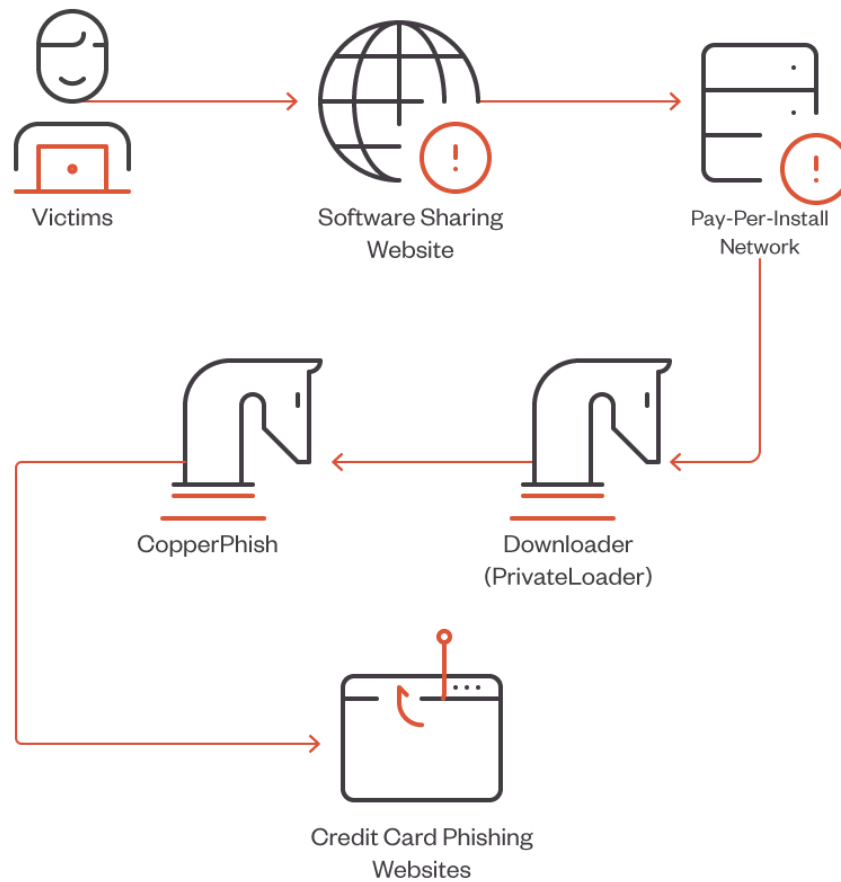 Victims
Software Sharing
Website
Pay-Per-Install
Network
CopperPhish
Downloader
(PrivateLoader)
Credit Card Phishing
Websites